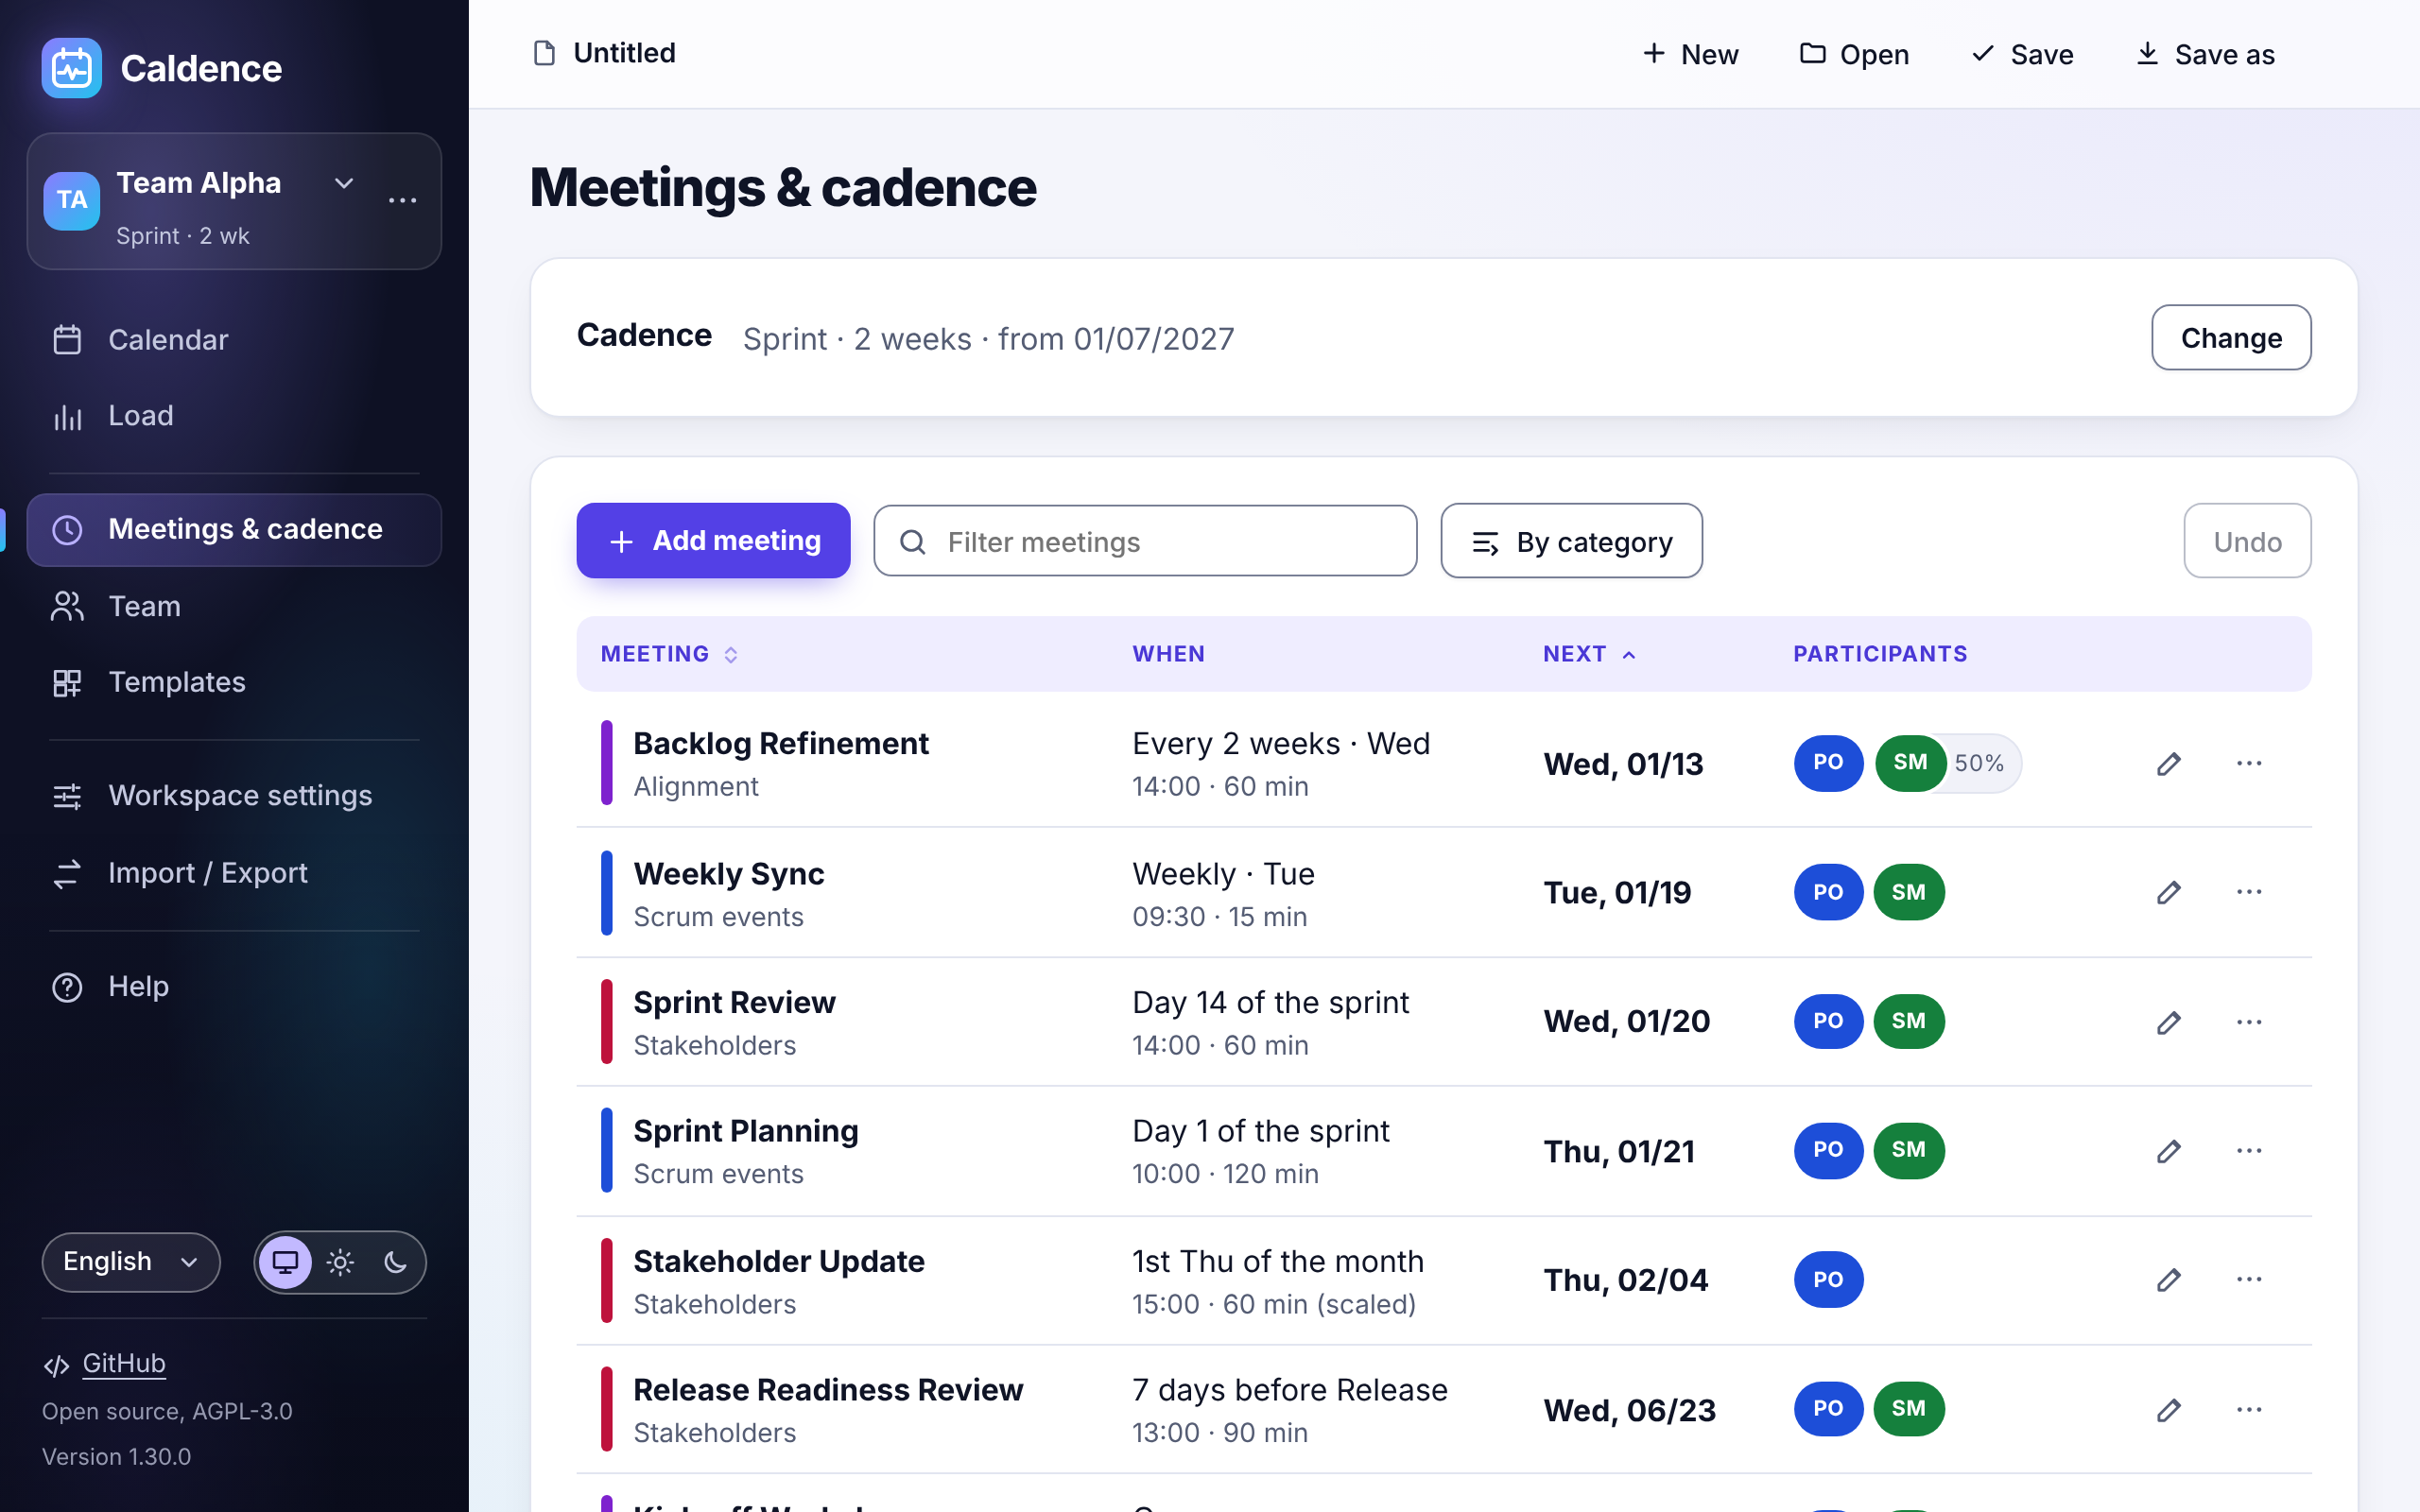 Caldence
TA
Team Alpha
Sprint · 2 wk
Calendar
Load
Meetings & cadence
Team
Templates
Workspace settings
Import / Export
Help
English
GitHub
Open source, AGPL-3.0
Version 1.30.0
Untitled
New
Open
Save
Save as
Meetings & cadence
Cadence Sprint · 2 weeks · from 01/07/2027
Change
Add meeting
Filter meetings
By category
Undo
MEETING WHEN NEXT PARTICIPANTS
Backlog Refinement
Alignment
Every 2 weeks · Wed
14:00 · 60 min
Wed, 01/13
PO SM 50%
Weekly Sync
Scrum events
Weekly · Tue
09:30 · 15 min
Tue, 01/19
PO SM
Sprint Review
Stakeholders
Day 14 of the sprint
14:00 · 60 min
Wed, 01/20
PO SM
Sprint Planning
Scrum events
Day 1 of the sprint
10:00 · 120 min
Thu, 01/21
PO SM
Stakeholder Update
Stakeholders
1st Thu of the month
15:00 · 60 min (scaled)
Thu, 02/04
PO
Release Readiness Review
Stakeholders
7 days before Release
13:00 · 90 min
Wed, 06/23
PO SM